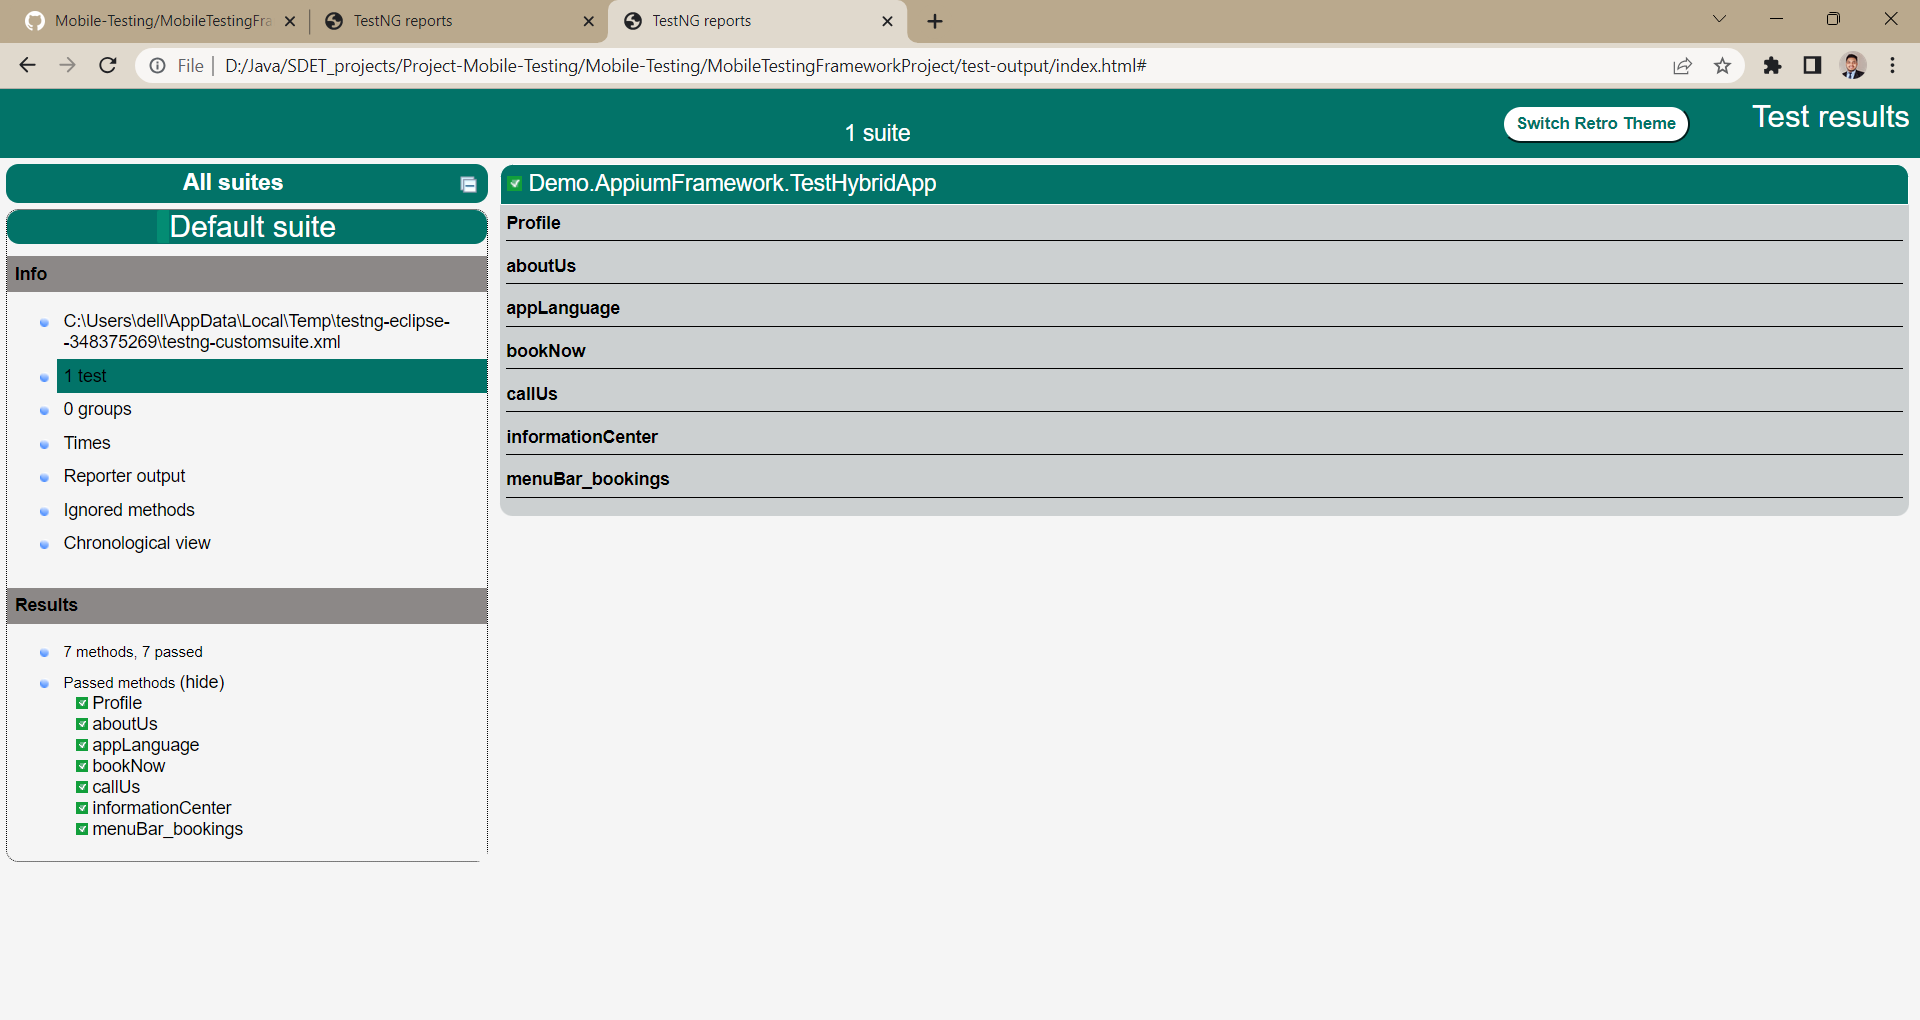 Mobile-Testing/MobileTestingFra
TestNG reports
TestNG reports
File
D:/Java/SDET_projects/Project-Mobile-Testing/Mobile-Testing/MobileTestingFrameworkProject/test-output/index.html#
1 suite
Switch Retro Theme
Test results
All suites
Default suite
Info
C:\Users\dell\AppData\Local\Temp\testng-eclipse-
-348375269\testng-customsuite.xml
1 test
0 groups
Times
Reporter output
Ignored methods
Chronological view
Results
7 methods, 7 passed
Passed methods (hide)
Profile
aboutUs
appLanguage
bookNow
callUs
informationCenter
menuBar_bookings
Demo.AppiumFramework.TestHybridApp
Profile
aboutUs
appLanguage
bookNow
callUs
informationCenter
menuBar_bookings